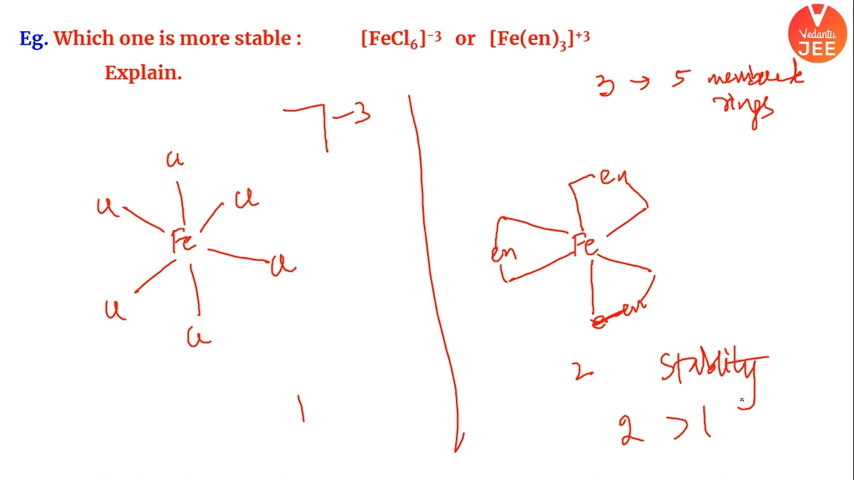 Eg. Which one is more stable : [FeCl6]⁻³ or [Fe(en)3]⁺³
Explain.
Vedantu
JEE
3 → 5 membered
rings
-3
Cl
Cl
Cl
Fe
Cl
Cl
Cl
en
en
Fe
en
2
1
Stablity
2 > 1